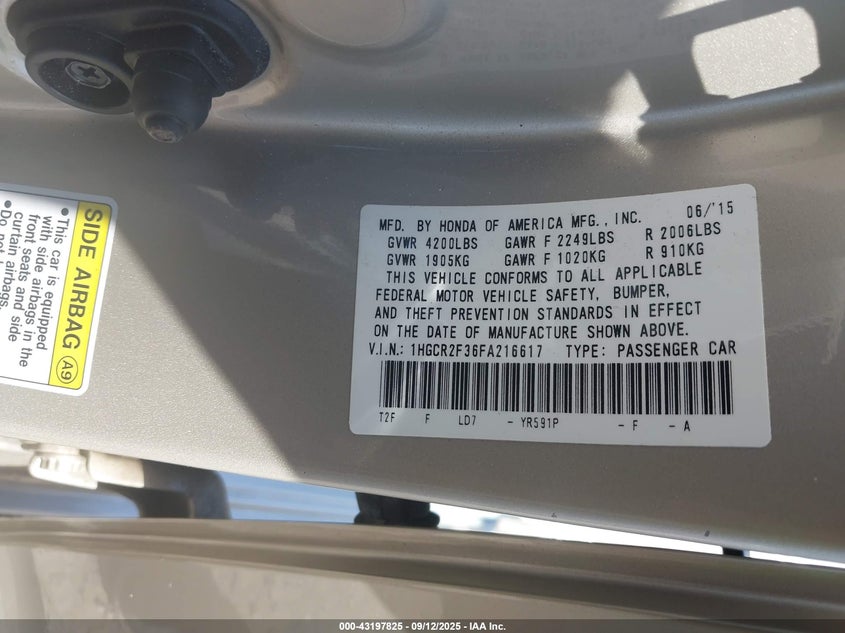 MFD. BY HONDA OF AMERICA MFG., INC. 06/'15
GVWR 4200LBS GAWR F 2249LBS R 2006LBS
GVWR 1905KG GAWR F 1020KG R 910KG
THIS VEHICLE CONFORMS TO ALL APPLICABLE
FEDERAL MOTOR VEHICLE SAFETY, BUMPER,
AND THEFT PREVENTION STANDARDS IN EFFECT
ON THE DATE OF MANUFACTURE SHOWN ABOVE.
V.I.N.: 1HGCR2F36FA216617 TYPE: PASSENGER CAR
T2F F LD7 - YR591P - F - A
SIDE AIRBAG A9
•This car is equipped
with side airbags in the
front seats and side
curtain airbags.
•Do not
000-43197825 - 09/12/2025 - IAA Inc.